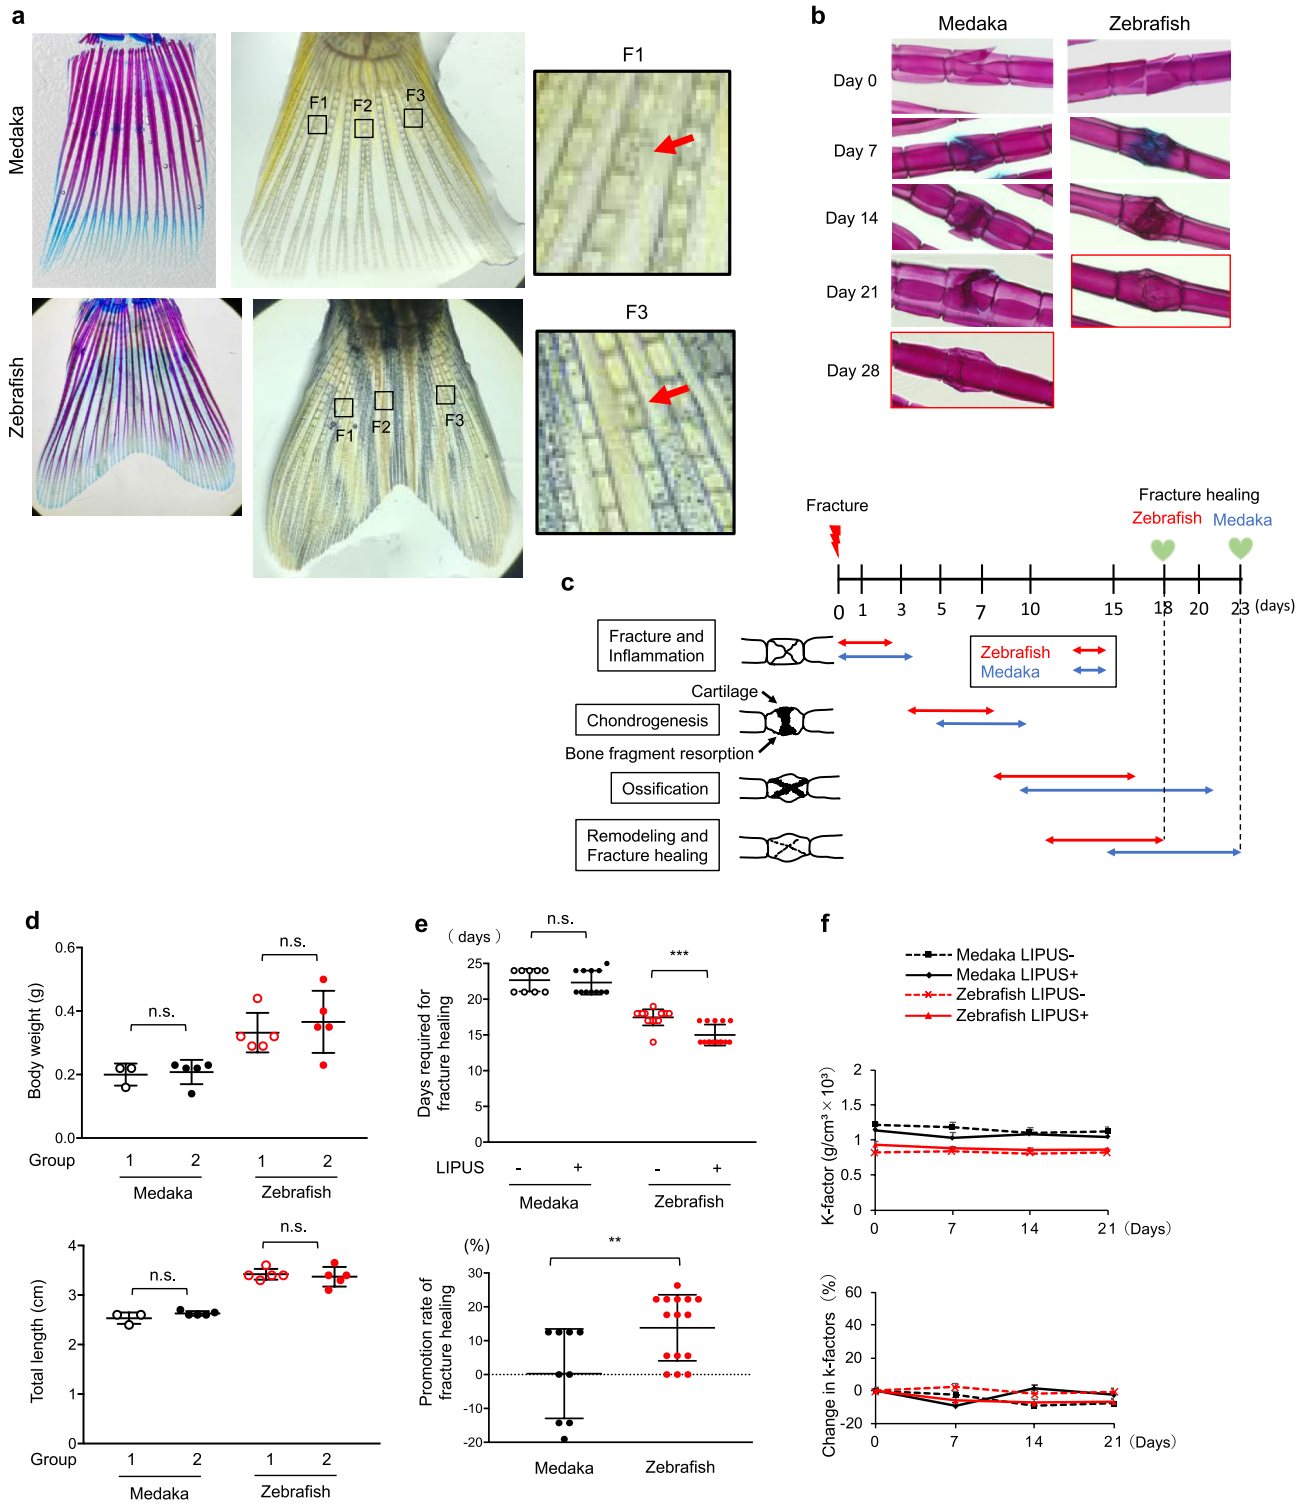 a
Medaka
F1
F2
F3
F1
Zebrafish
F1
F2
F3
F3
b
Medaka
Zebrafish
Day 0
Day 7
Day 14
Day 21
Day 28
c
Fracture
Fracture healing
Zebrafish
Medaka
0
1
3
5
7
10
15
18
20
23
(days)
Fracture and
Inflammation
Zebrafish
Medaka
Cartilage
Chondrogenesis
Bone fragment resorption
Ossification
Remodeling and
Fracture healing
d
Body weight (g)
0.6
0.4
0.2
0.0
n.s.
n.s.
Group
1
2
1
2
Medaka
Zebrafish
Total length (cm)
4
3
2
1
0
n.s.
n.s.
Group
1
2
1
2
Medaka
Zebrafish
e
(days)
Days required for
fracture healing
25
20
15
10
5
0
n.s.
***
LIPUS
-
+
-
+
Medaka
Zebrafish
(%)
Promotion rate of
fracture healing
30
20
10
0
-10
-20
**
Medaka
Zebrafish
f
Medaka LIPUS-
Medaka LIPUS+
Zebrafish LIPUS-
Zebrafish LIPUS+
K-factor (g/cm³ × 10³)
2
1.5
1
0.5
0
0
7
14
21
(Days)
Change in k-factors (%)
60
40
20
0
-20
0
7
14
21
(Days)